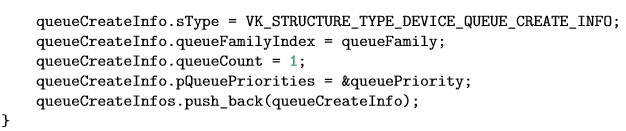 queueCreateInfo.sType = VK_STRUCTURE_TYPE_DEVICE_QUEUE_CREATE_INFO;
queueCreateInfo.queueFamilyIndex = queueFamily;
queueCreateInfo.queueCount = 1;
queueCreateInfo.pQueuePriorities = &queuePriority;
queueCreateInfos.push_back(queueCreateInfo);
}